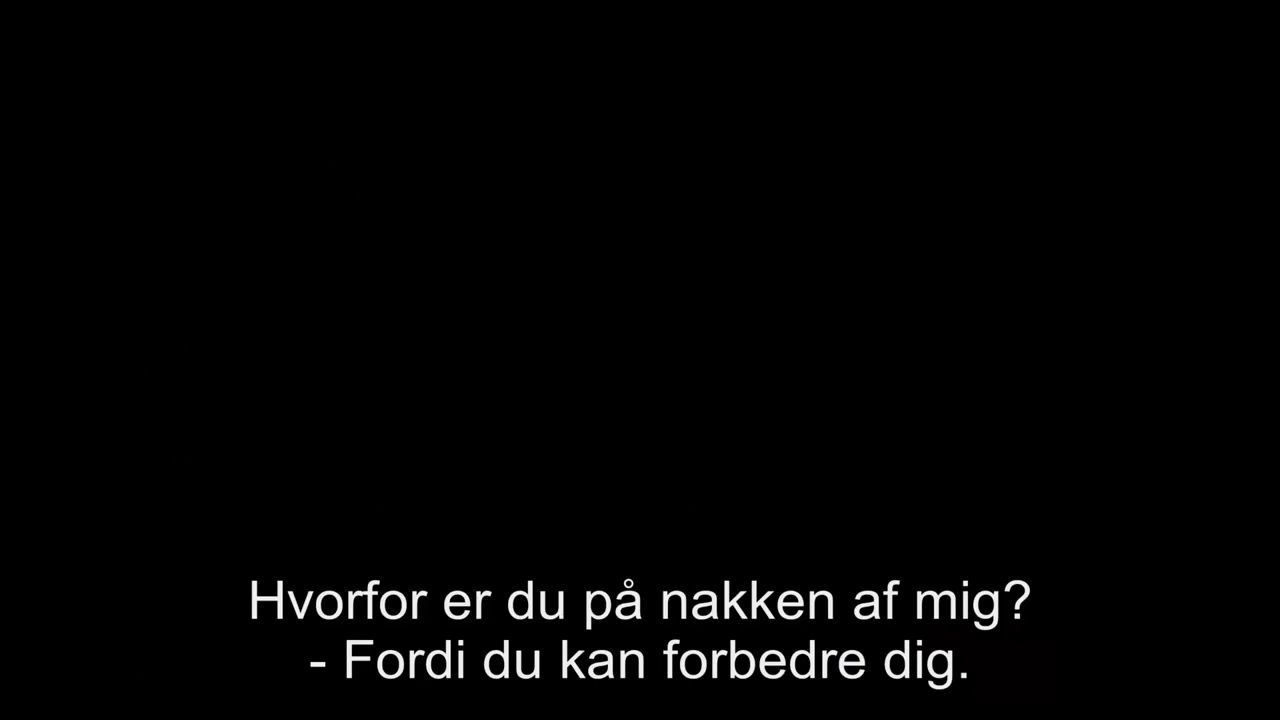 Hvorfor er du på nakken af mig?
- Fordi du kan forbedre dig.